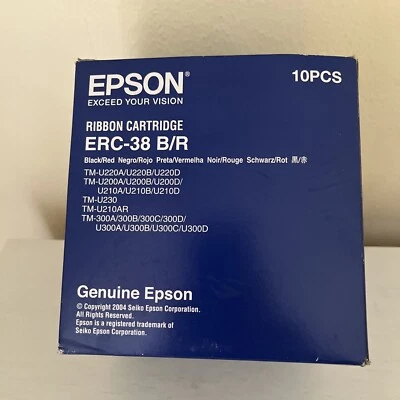 EPSON®
10PCS
EXCEED YOUR VISION
RIBBON CARTRIDGE
ERC-38 B/R
Black/Red Negro/Rojo Preta/Vermelha Noir/Rouge Schwarz/Rot 黒/赤
TM-U220A/U220B/U220D
TM-U200A/U200B/U200D/
U210A/U210B/U210D
TM-U230
TM-U210AR
TM-300A/300B/300C/300D/
U300A/U300B/U300C/U300D
Genuine Epson
© Copyright 2004 Seiko Epson Corporation.
All Rights Reserved.
Epson is a registered trademark of
Seiko Epson Corporation.